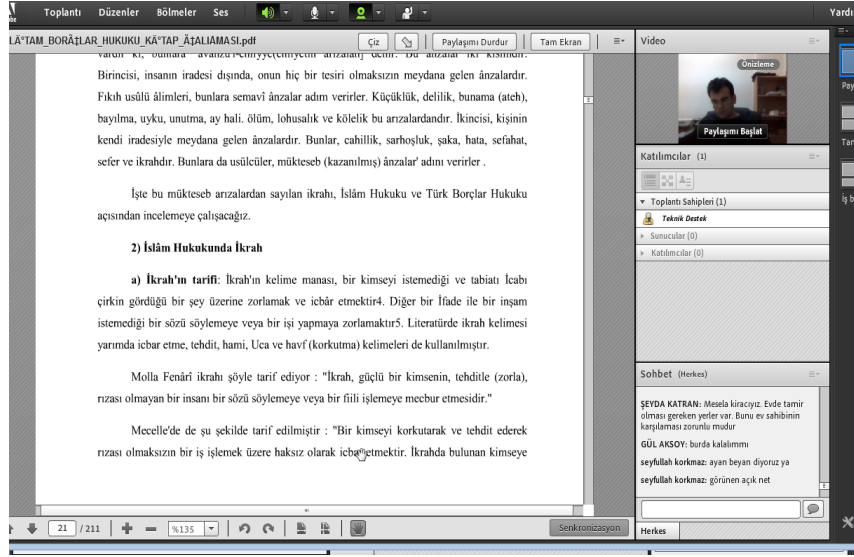 Toplantı Düzenler Bölmeler Ses Yardı
LÄ°TAM_BORÃ‡LAR_HUKUKU_KÄ°TAP_Ã‡ALIÅMASI.pdf
Çiz Paylaşımı Durdur Tam Ekran
Birincisi, insanın iradesi dışında, onun hiç bir tesiri olmaksızın meydana gelen ânzalardır.
Fıkıh usûlü âlimleri, bunlara semavî ânzalar adım verirler. Küçüklük, delilik, bunama (ateh),
bayılma, uyku, unutma, ay hali. ölüm, lohusalık ve kölelik bu arızalardandır. İkincisi, kişinin
kendi iradesiyle meydana gelen ânzalardır. Bunlar, cahillik, sarhoşluk, şaka, hata, sefahat,
sefer ve ikrahdır. Bunlara da usülcüler, mükteseb (kazanılmış) ânzalar' adını verirler .
İşte bu mükteseb arızalardan sayılan ikrahı, İslâm Hukuku ve Türk Borçlar Hukuku
açısından incelemeye çalışacağız.
2) İslâm Hukukunda İkrah
a) İkrah'ın tarifi: İkrah'ın kelime manası, bir kimseyi istemediği ve tabiatı İcabı
çirkin gördüğü bir şey üzerine zorlamak ve icbâr etmektir4. Diğer bir İfade ile bir inşam
istemediği bir sözü söylemeye veya bir işi yapmaya zorlamaktır5. Literatürde ikrah kelimesi
yarımda icbar etme, tehdit, hami, Uca ve havf (korkutma) kelimeleri de kullanılmıştır.
Molla Fenârî ikrahı şöyle tarif ediyor : "İkrah, güçlü bir kimsenin, tehditle (zorla),
rızası olmayan bir insanı bir sözü söylemeye veya bir fiili işlemeye mecbur etmesidir."
Mecelle'de de şu şekilde tarif edilmiştir : "Bir kimseyi korkutarak ve tehdit ederek
rızası olmaksızın bir iş işlemek üzere haksız olarak icbar etmektir. İkrahda bulunan kimseye
21 / 211 %135 Senkronizasyon
Video
Önizleme
Paylaşımı Başlat
Katılımcılar (1)
Toplantı Sahipleri (1)
Teknik Destek
Sunucular (0)
Katılımcılar (0)
Sohbet (Herkes)
ŞEYDA KATRAN: Mesela kiracıyız. Evde tamir
olması gereken yerler var. Bunu ev sahibinin
karşılaması zorunlu mudur
GÜL AKSOY: burda kalalımmı
seyfullah korkmaz: ayan beyan diyoruz ya
seyfullah korkmaz: görünen açık net
Herkes
Pay
Tar
İş b